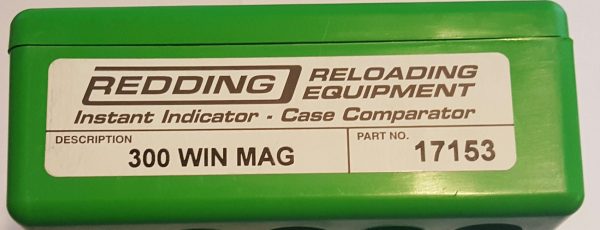 REDDING RELOADING EQUIPMENT
Instant Indicator - Case Comparator
DESCRIPTION
300 WIN MAG
PART NO.
17153